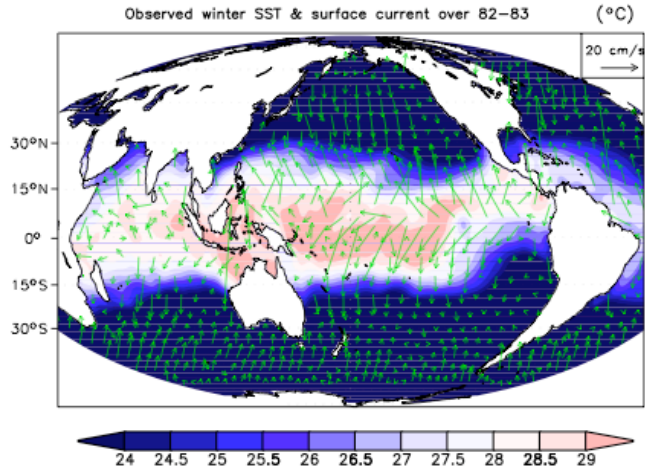 Observed winter SST & surface current over 82−83 (°C)
20 cm/s
30°N
15°N
0°
15°S
30°S
24 24.5 25 25.5 26 26.5 27 27.5 28 28.5 29